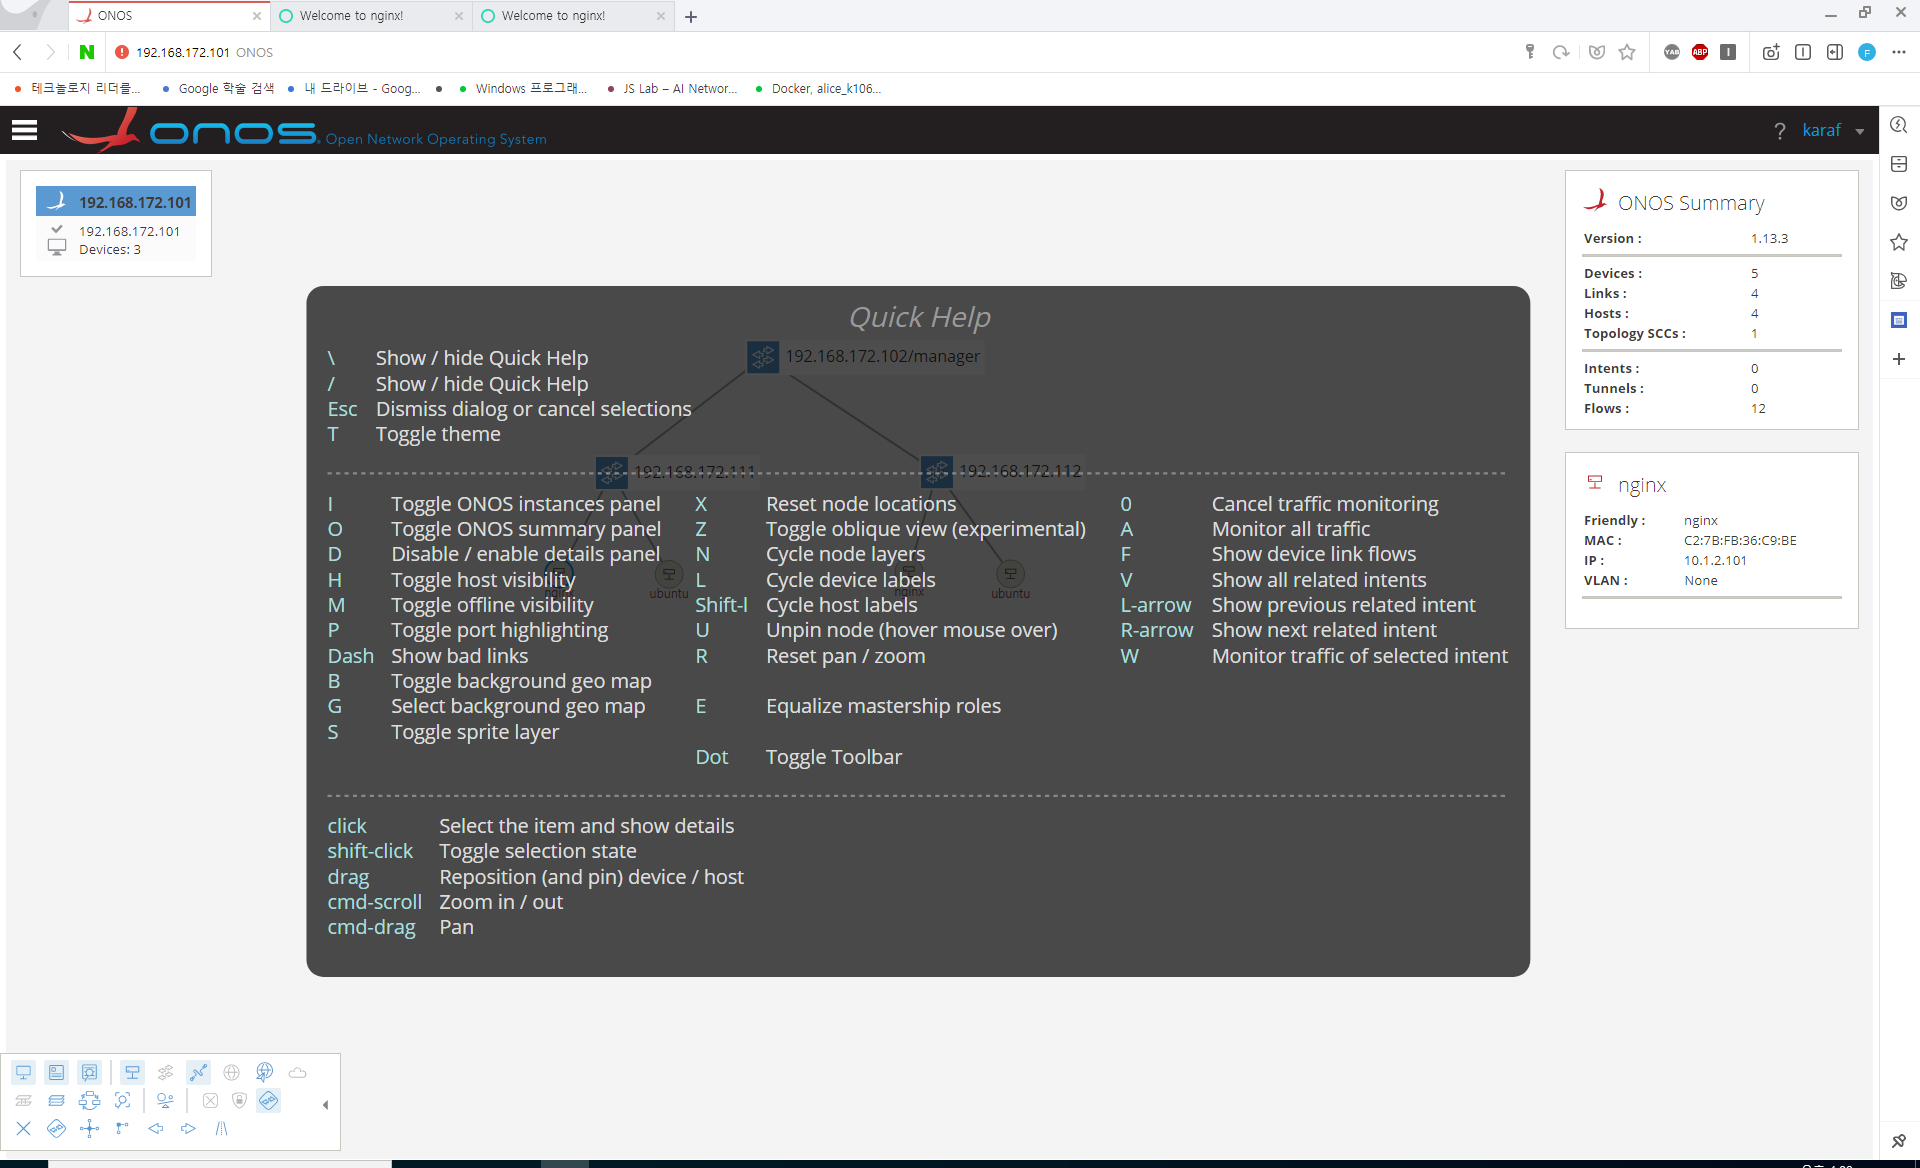 ONOS
Welcome to nginx!
Welcome to nginx!
192.168.172.101 ONOS
테크놀로지 리더를...
Google 학술 검색
내 드라이브 - Goog...
Windows 프로그래...
JS Lab – AI Networ...
Docker, alice_k106...
onos Open Network Operating System
? karaf
192.168.172.101
192.168.172.101
Devices: 3
ONOS Summary
Version : 1.13.3
Devices : 5
Links : 4
Hosts : 4
Topology SCCs : 1
Intents : 0
Tunnels : 0
Flows : 12
nginx
Friendly : nginx
MAC : C2:7B:FB:36:C9:BE
IP : 10.1.2.101
VLAN : None
Quick Help
192.168.172.102/manager
\ Show / hide Quick Help
/ Show / hide Quick Help
Esc Dismiss dialog or cancel selections
T Toggle theme
192.168.172.111
192.168.172.112
I Toggle ONOS instances panel
O Toggle ONOS summary panel
D Disable / enable details panel
H Toggle host visibility
M Toggle offline visibility
P Toggle port highlighting
Dash Show bad links
B Toggle background geo map
G Select background geo map
S Toggle sprite layer
X Reset node locations
Z Toggle oblique view (experimental)
N Cycle node layers
L Cycle device labels
Shift-l Cycle host labels
U Unpin node (hover mouse over)
R Reset pan / zoom
E Equalize mastership roles
Dot Toggle Toolbar
0 Cancel traffic monitoring
A Monitor all traffic
F Show device link flows
V Show all related intents
L-arrow Show previous related intent
R-arrow Show next related intent
W Monitor traffic of selected intent
nginx
ubuntu
nginx
ubuntu
click Select the item and show details
shift-click Toggle selection state
drag Reposition (and pin) device / host
cmd-scroll Zoom in / out
cmd-drag Pan